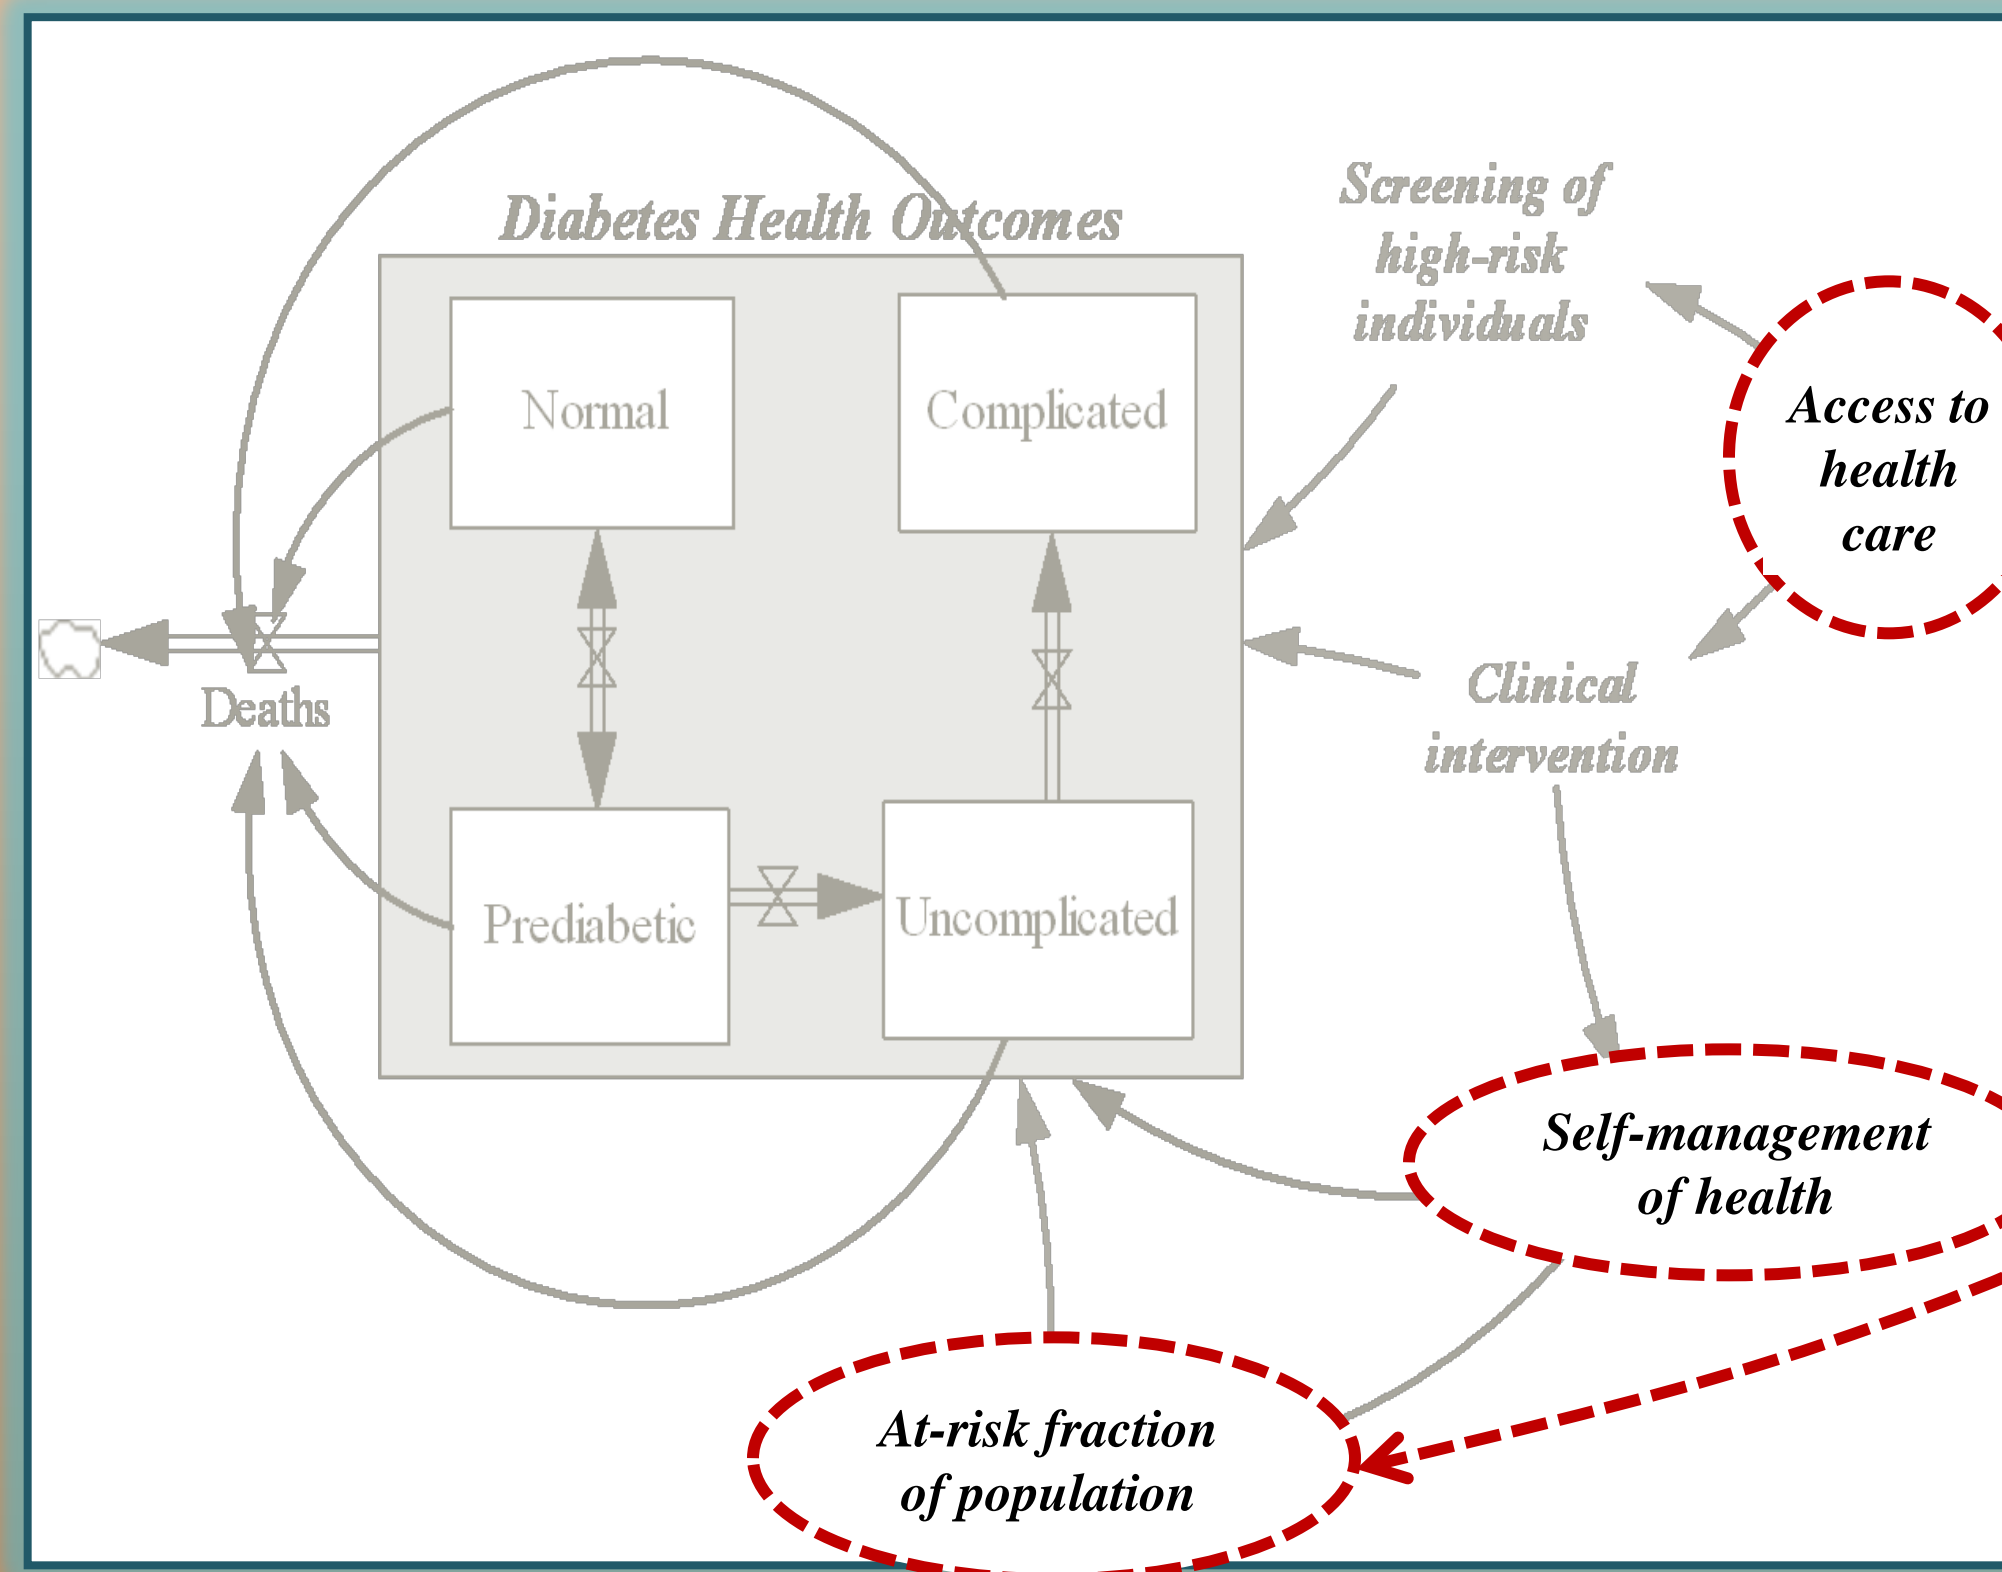 Diabetes Health Outcomes
Screening of
high-risk
individuals
Normal
Complicated
Access to
health
care
Deaths
Clinical
intervention
Prediabetic
Uncomplicated
Self-management
of health
At-risk fraction
of population